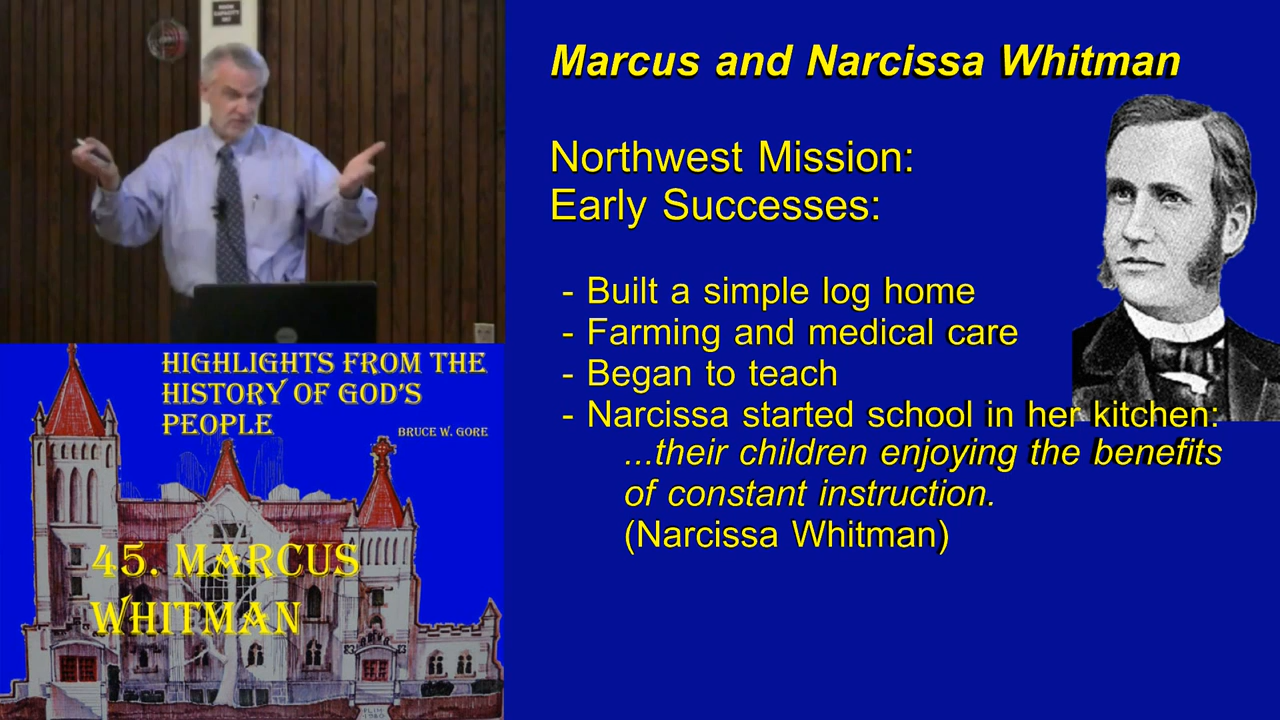 ROOM
CAPACITY
Marcus and Narcissa Whitman
Northwest Mission:
Early Successes:
- Built a simple log home
- Farming and medical care
- Began to teach
- Narcissa started school in her kitchen:
...their children enjoying the benefits
of constant instruction.
(Narcissa Whitman)
HIGHLIGHTS FROM THE
HISTORY OF GOD'S
PEOPLE
BRUCE W. GORE
45. MARCUS
WHITMAN